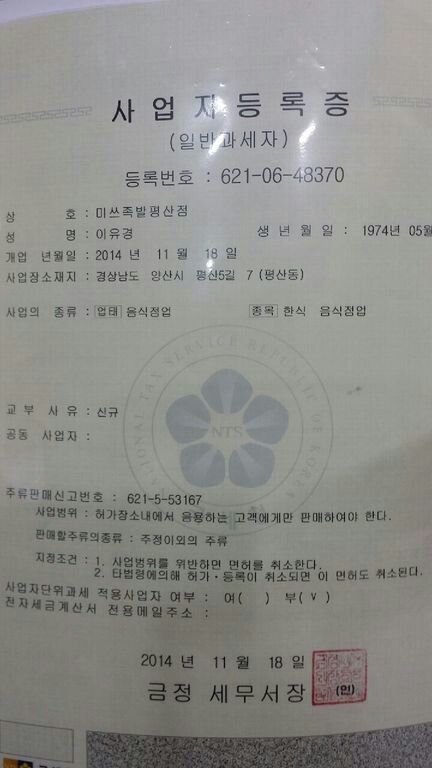 사업자등록증
(일반과세자)
등록번호 : 621-06-48370
상 호 : 미쓰족발평산점
성 명 : 이유경 생 년 월 일 : 1974년 05월
개업 년월일 : 2014 년 11 월 18 일
사업장소재지 : 경상남도 양산시 평산5길 7 (평산동)
사업의 종류 : 업태 음식점업 종목 한식 음식점업
NATIONAL TAX SERVICE REPUBLIC OF KOREA
NTS
교 부 사 유 : 신규
공동 사업자 :
주류판매신고번호 : 621-5-53167
사업범위 : 허가장소내에서 음용하는 고객에게만 판매하여야 한다.
판매할주류의종류 : 주정이외의 주류
지정조건 : 1. 사업범위를 위반하면 면허를 취소한다.
2. 타법령에의해 허가·등록이 취소되면 이 면허도 취소된다.
사업자단위과세 적용사업자 여부 : 여( ) 부( v )
전자세금계산서 전용메일주소 :
2014 년 11 월 18 일
금정 세무서장 (인)